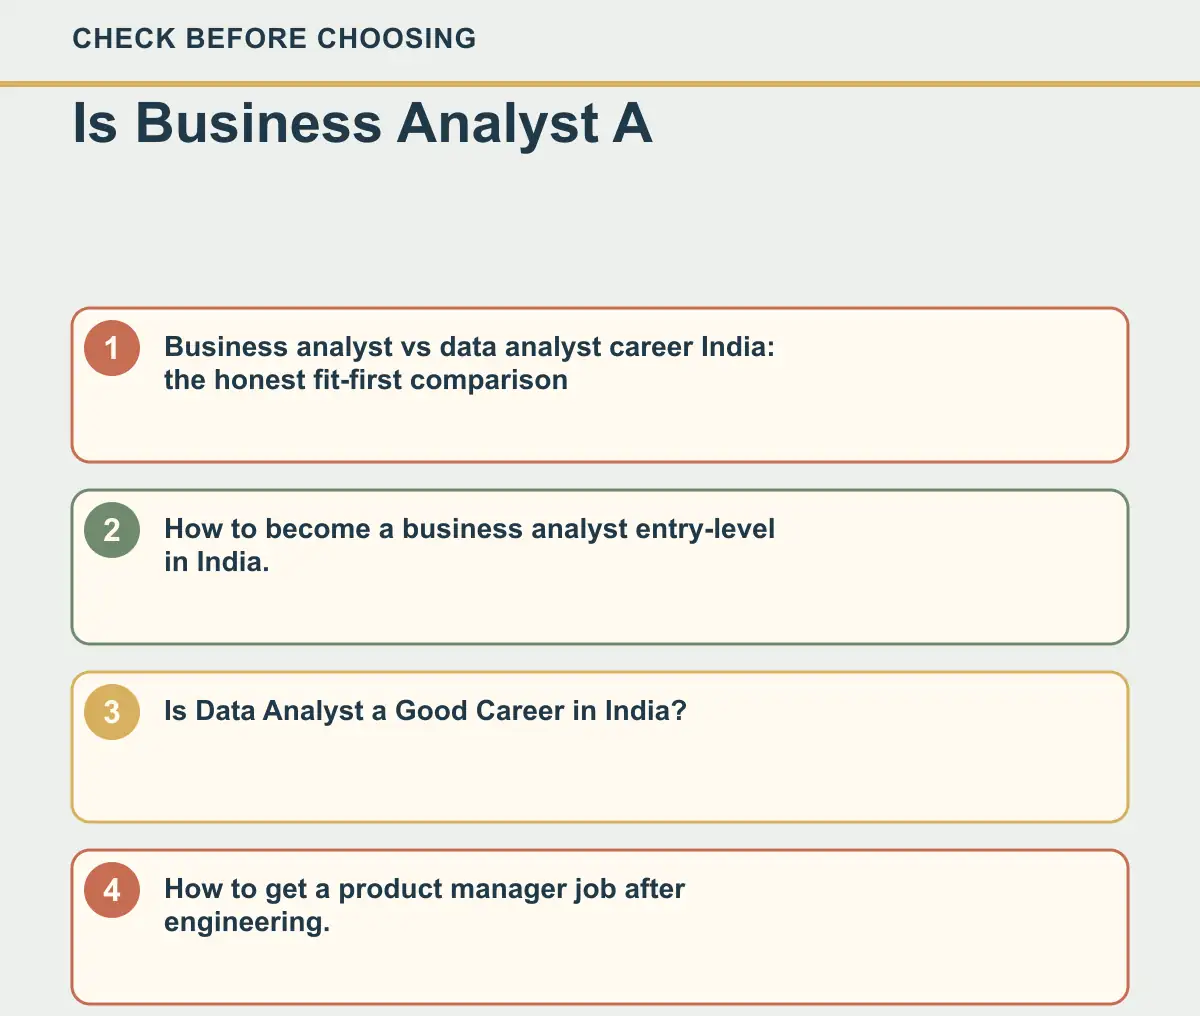 CHECK BEFORE CHOOSING
Is Business Analyst A
1
Business analyst vs data analyst career India:
the honest fit-first comparison
2
How to become a business analyst entry-level
in India.
3
Is Data Analyst a Good Career in India?
4
How to get a product manager job after
engineering.